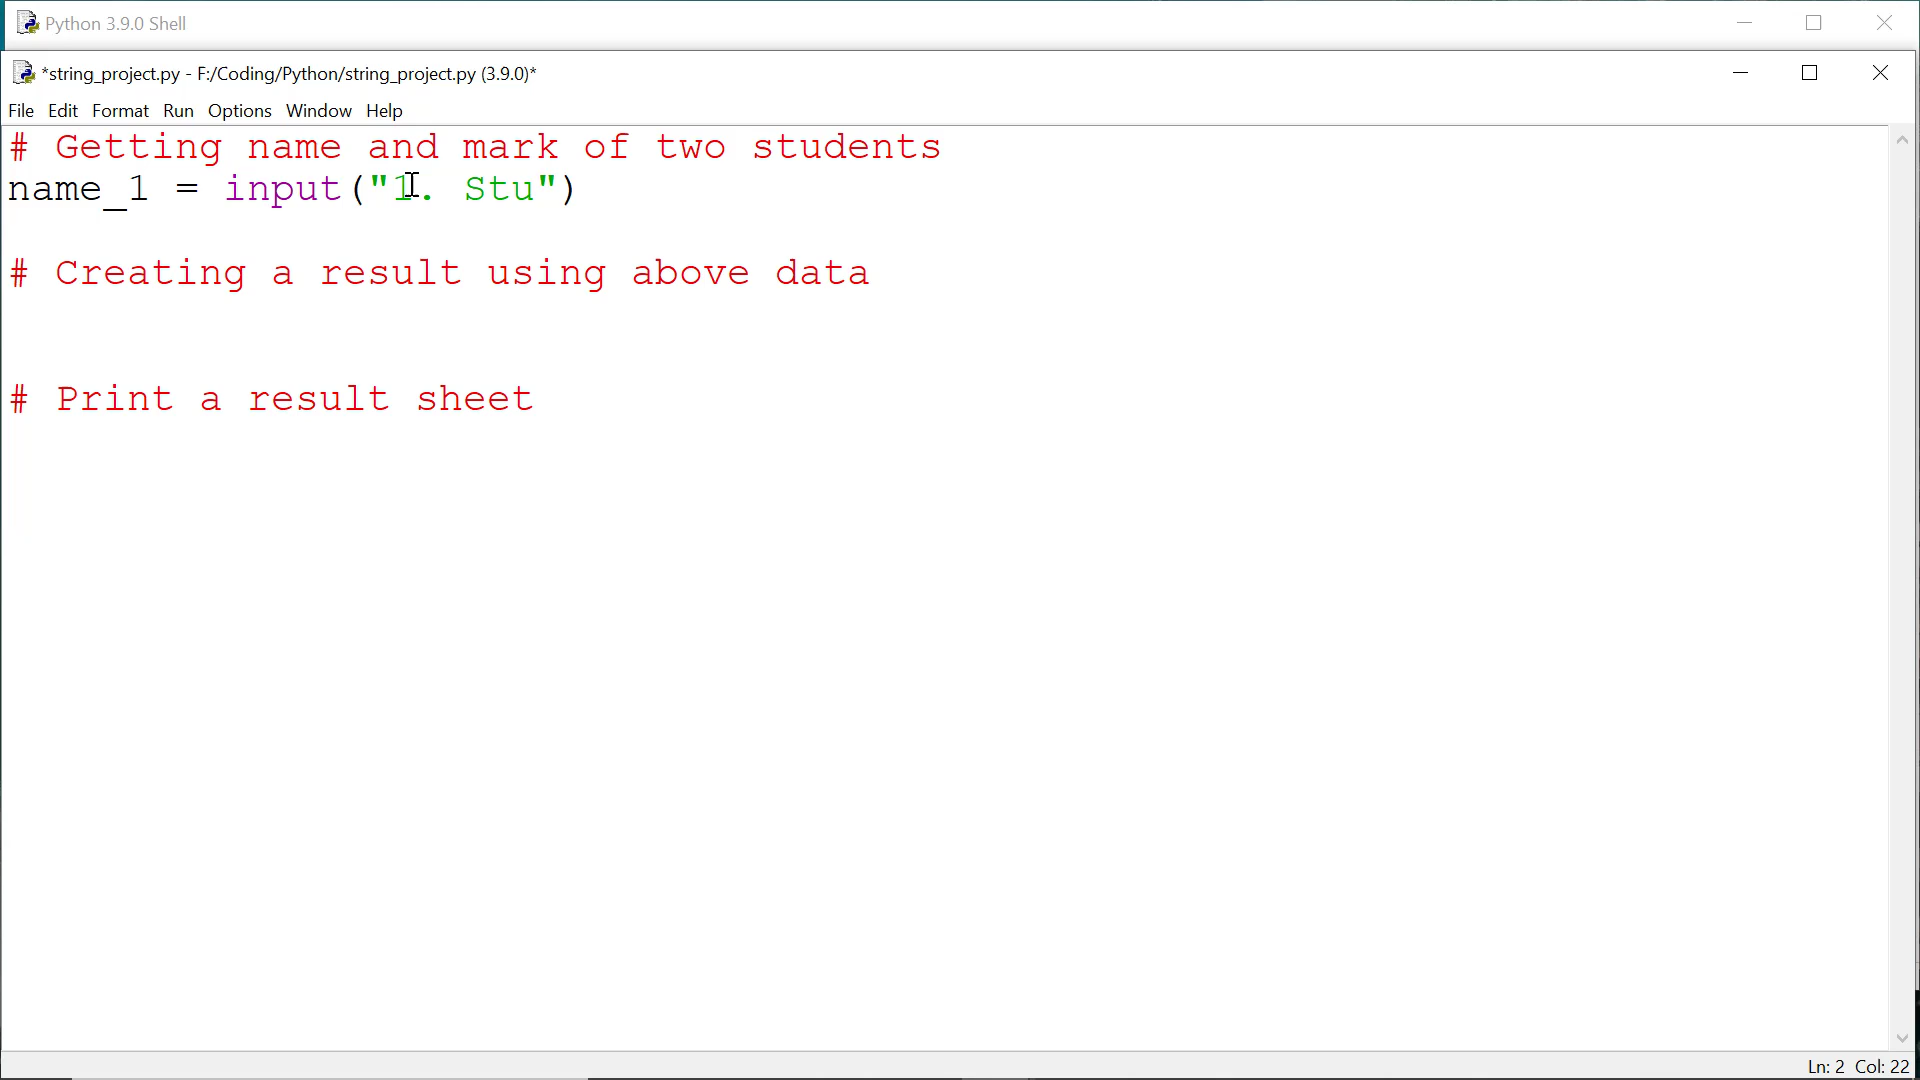 Python 3.9.0 Shell
*string_project.py - F:/Coding/Python/string_project.py (3.9.0)*
File Edit Format Run Options Window Help
# Getting name and mark of two students
name_1 = input("1. Stu")
# Creating a result using above data
# Print a result sheet
Ln: 2 Col: 22